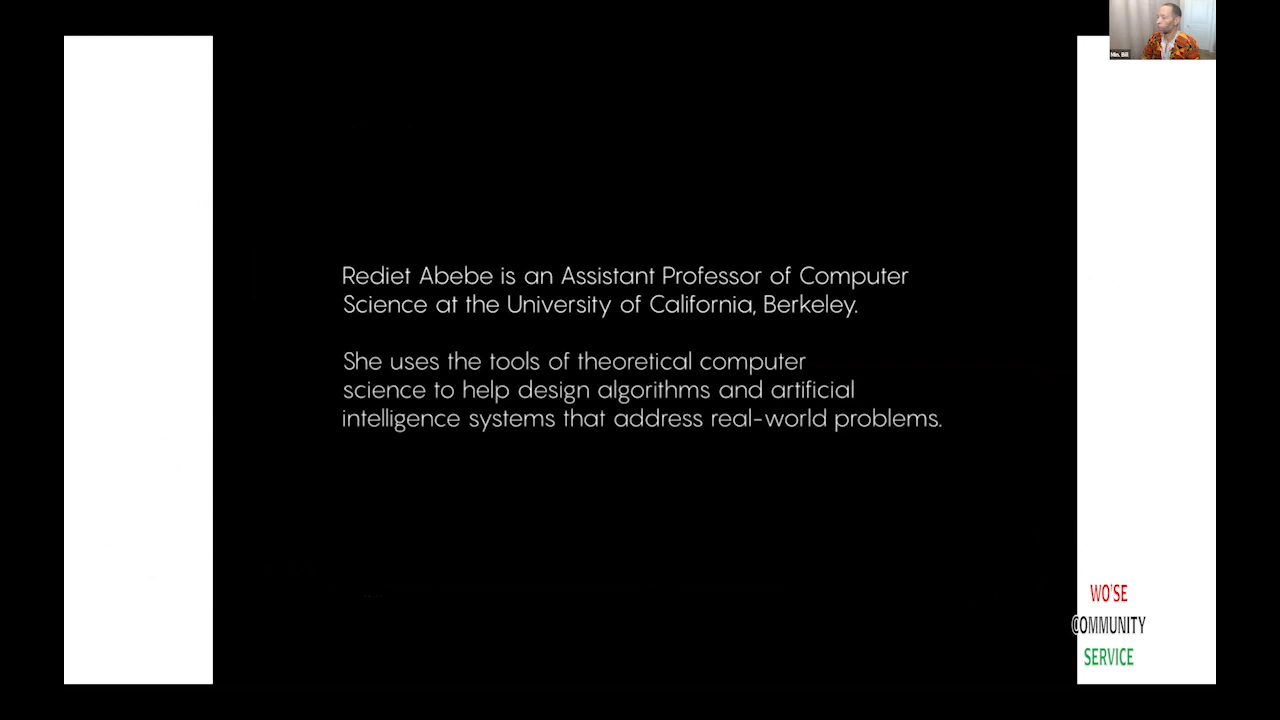 Min. Bill
Rediet Abebe is an Assistant Professor of Computer
Science at the University of California, Berkeley.
She uses the tools of theoretical computer
science to help design algorithms and artificial
intelligence systems that address real-world problems.
WO'SE
COMMUNITY
SERVICE